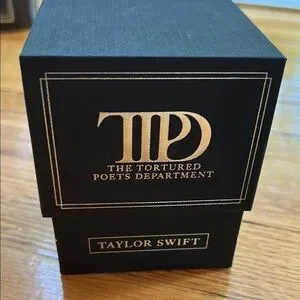 TTPD
THE TORTURED
POETS DEPARTMENT
TAYLOR SWIFT